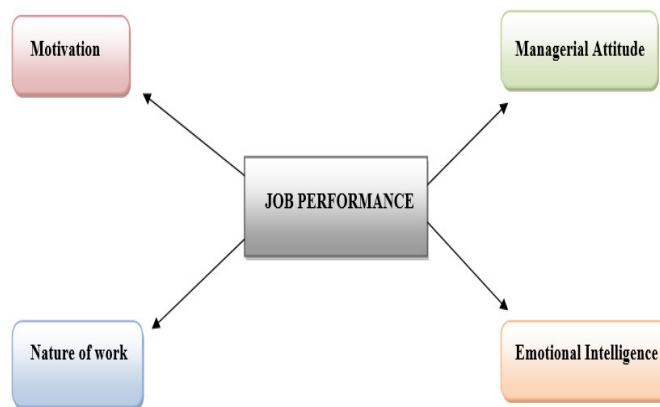 Motivation
Managerial Attitude
JOB PERFORMANCE
Nature of work
Emotional Intelligence